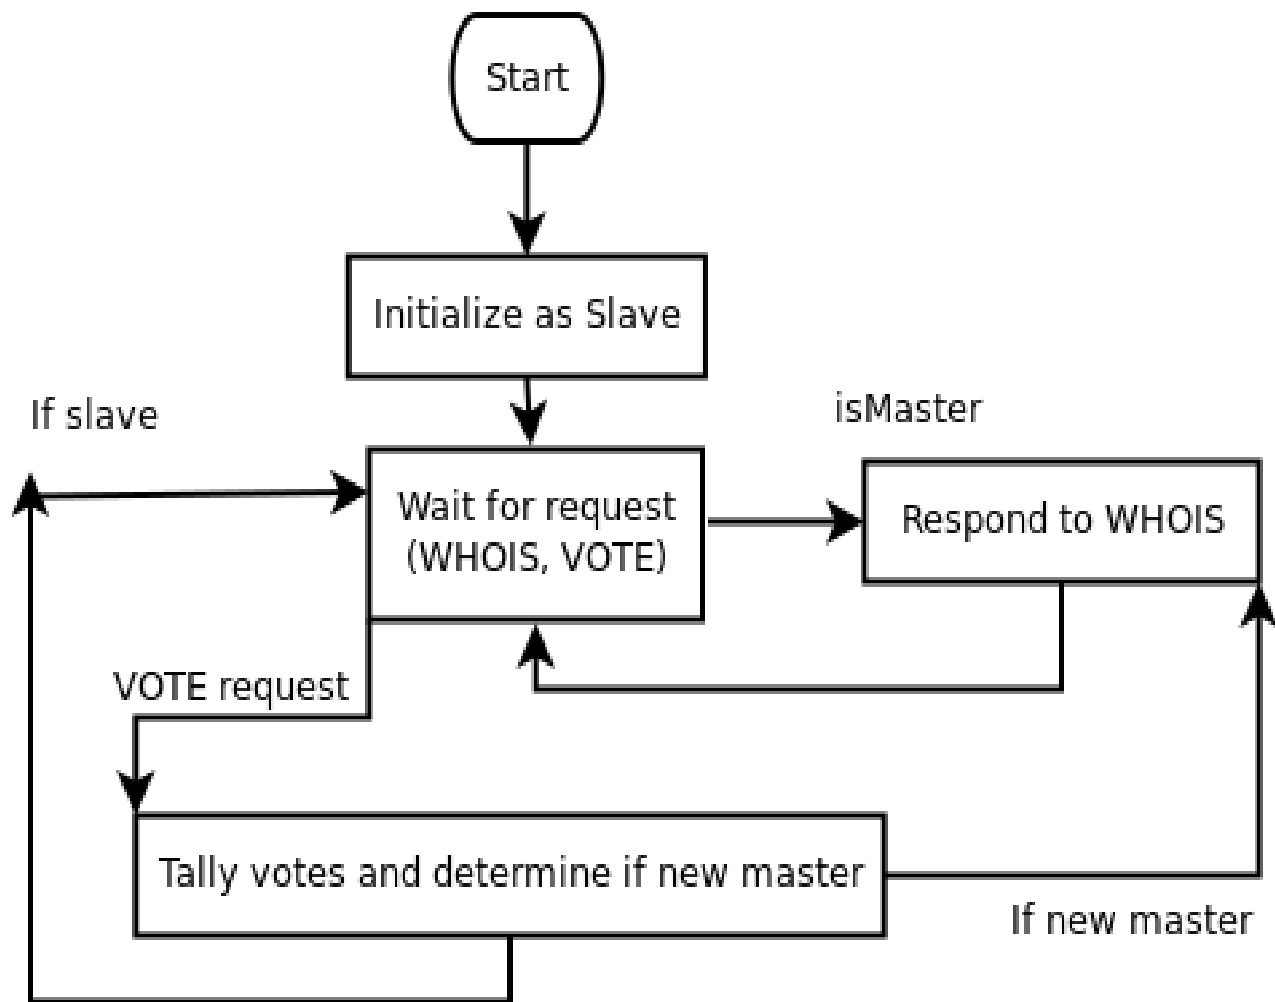 Start
Initialize as Slave
If slave
isMaster
Wait for request
(WHOIS, VOTE)
Respond to WHOIS
VOTE request
Tally votes and determine if new master
If new master